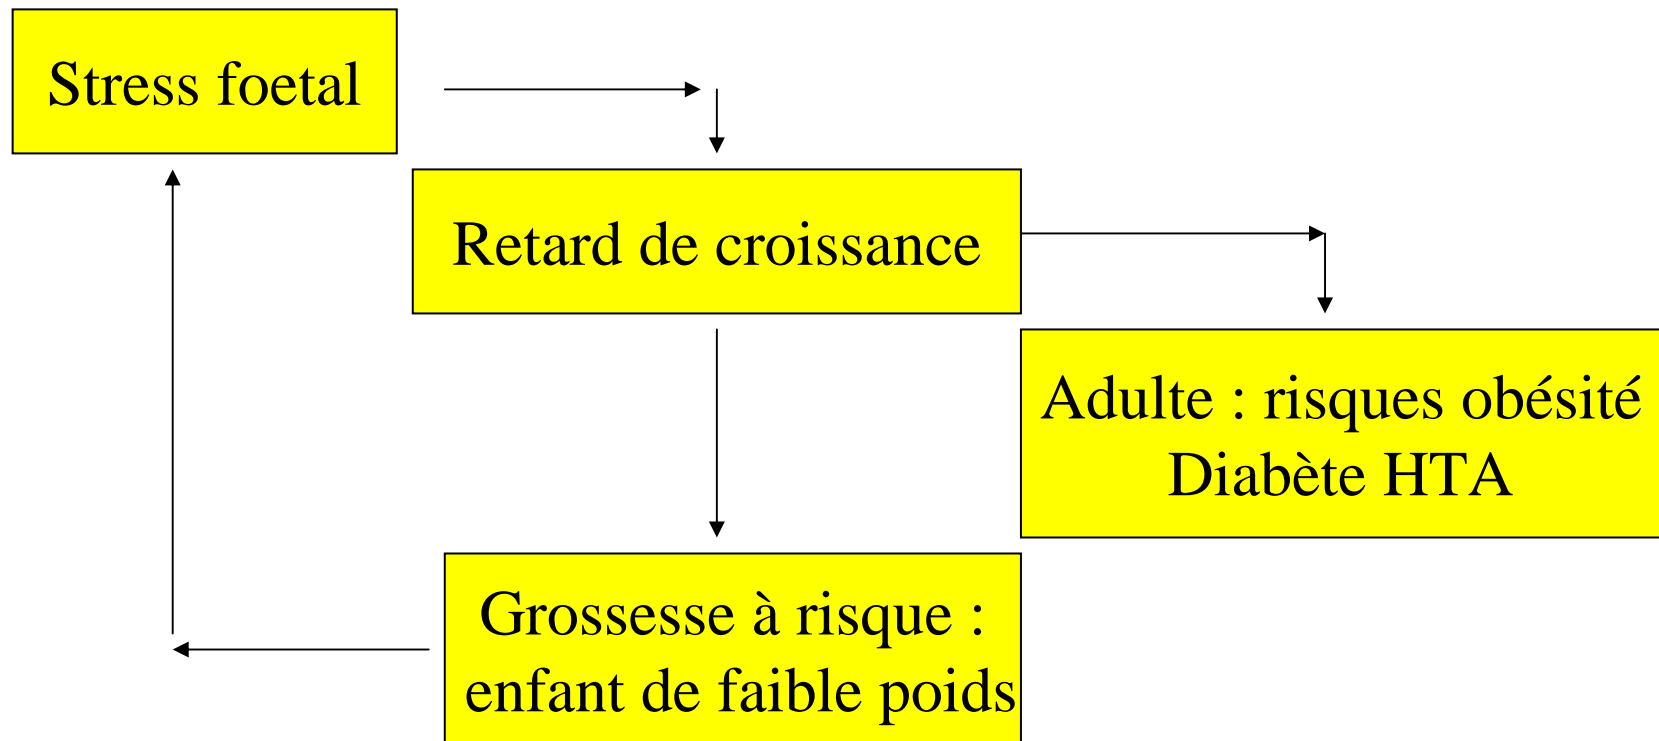 Stress foetal
Retard de croissance
Adulte : risques obésité
Diabète HTA
Grossesse à risque :
enfant de faible poids